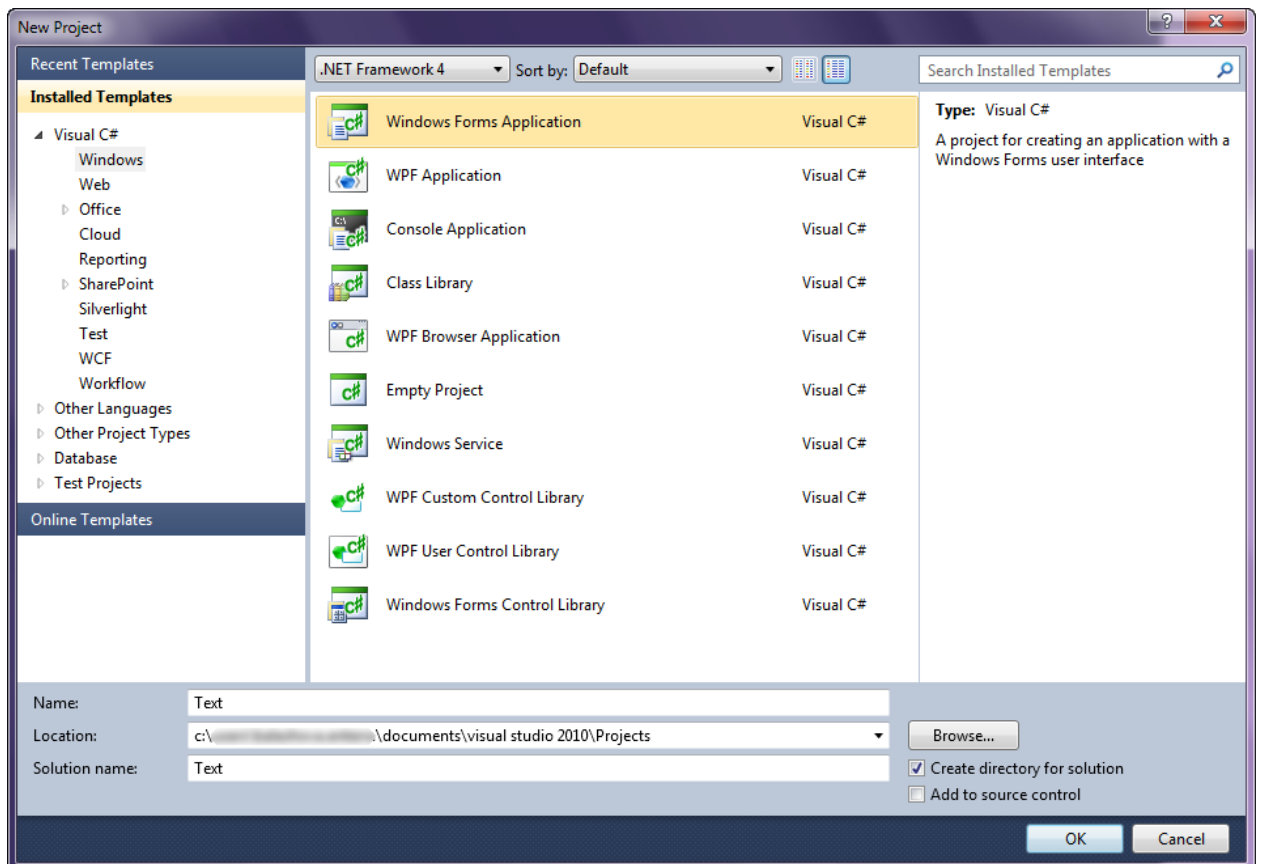 New Project
Recent Templates
Installed Templates
Visual C#
Windows
Web
Office
Cloud
Reporting
SharePoint
Silverlight
Test
WCF
Workflow
Other Languages
Other Project Types
Database
Test Projects
Online Templates
.NET Framework 4 Sort by: Default
Windows Forms Application Visual C#
WPF Application Visual C#
Console Application Visual C#
Class Library Visual C#
WPF Browser Application Visual C#
Empty Project Visual C#
Windows Service Visual C#
WPF Custom Control Library Visual C#
WPF User Control Library Visual C#
Windows Forms Control Library Visual C#
Search Installed Templates
Type: Visual C#
A project for creating an application with a
Windows Forms user interface
Name: Text
Location: c:\ \documents\visual studio 2010\Projects Browse...
Solution name: Text
Create directory for solution
Add to source control
OK Cancel